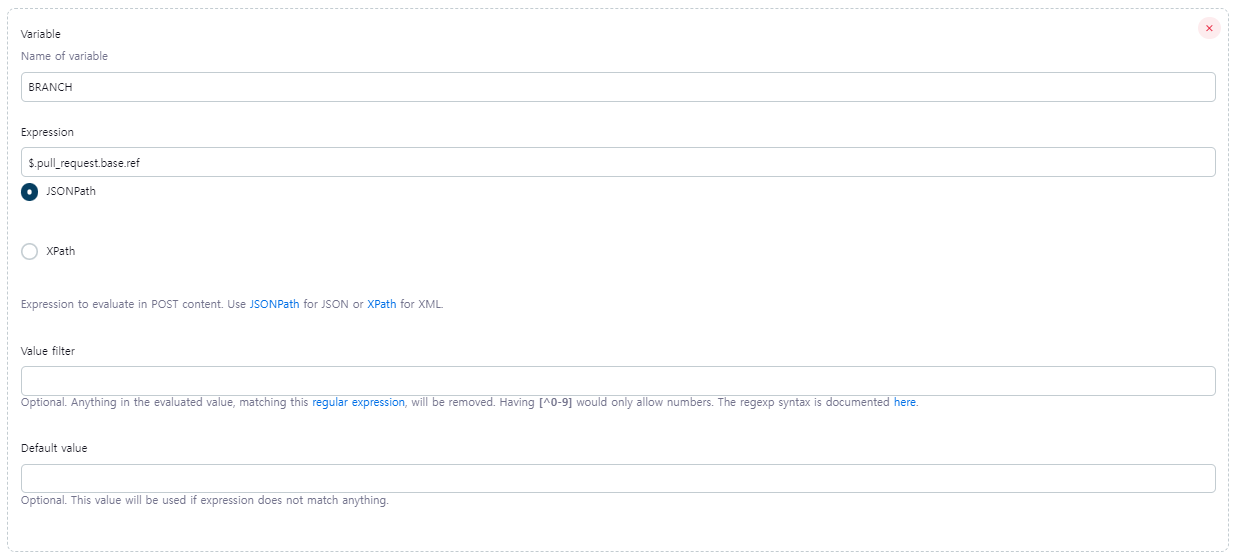 Variable
Name of variable
BRANCH
Expression
$.pull_request.base.ref
JSONPath
XPath
Expression to evaluate in POST content. Use JSONPath for JSON or XPath for XML.
Value filter
Optional. Anything in the evaluated value, matching this regular expression, will be removed. Having [^0-9] would only allow numbers. The regexp syntax is documented here.
Default value
Optional. This value will be used if expression does not match anything.